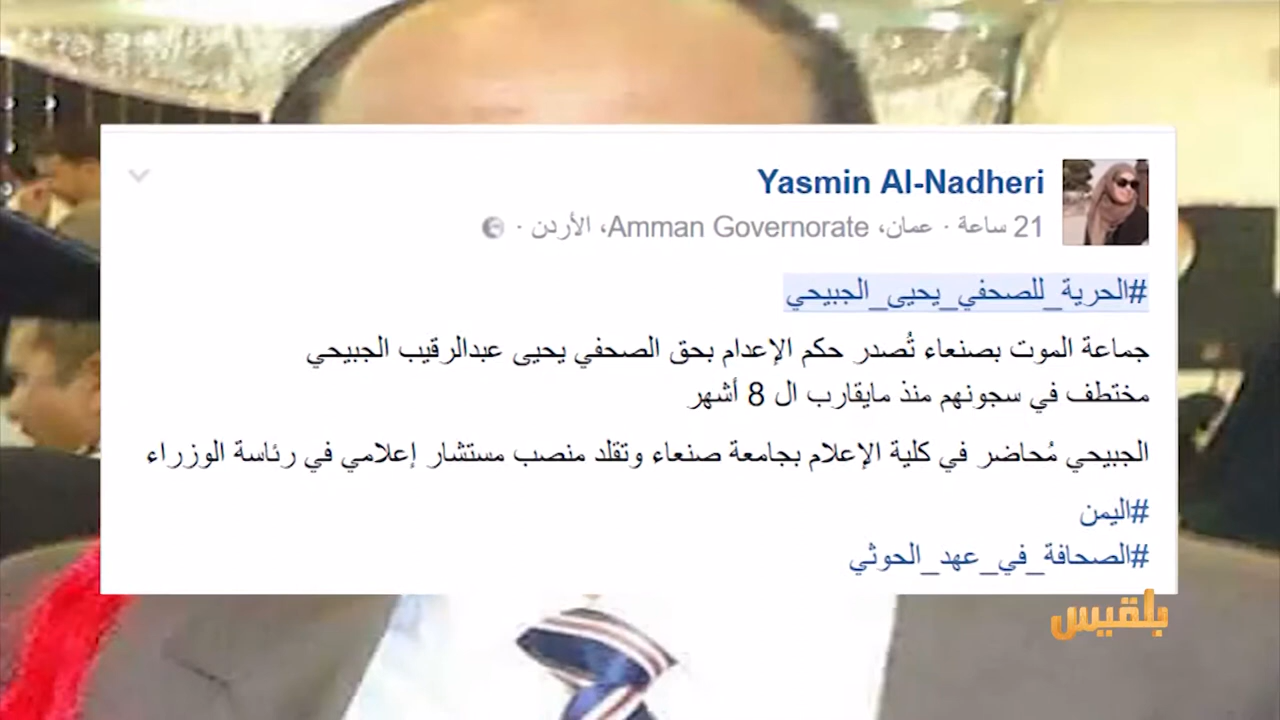 Yasmin Al-Nadheri
21 ساعة · عمان، Amman Governorate، الأردن ·
#الحرية_للصحفي_يحيى_الجبيحي
جماعة الموت بصنعاء تُصدر حكم الإعدام بحق الصحفي يحيى عبدالرقيب الجبيحي
مختطف في سجونهم منذ مايقارب ال 8 أشهر
الجبيحي مُحاضر في كلية الإعلام بجامعة صنعاء وتقلد منصب مستشار إعلامي في رئاسة الوزراء
#اليمن
#الصحافة_في_عهد_الحوثي
بلقيس